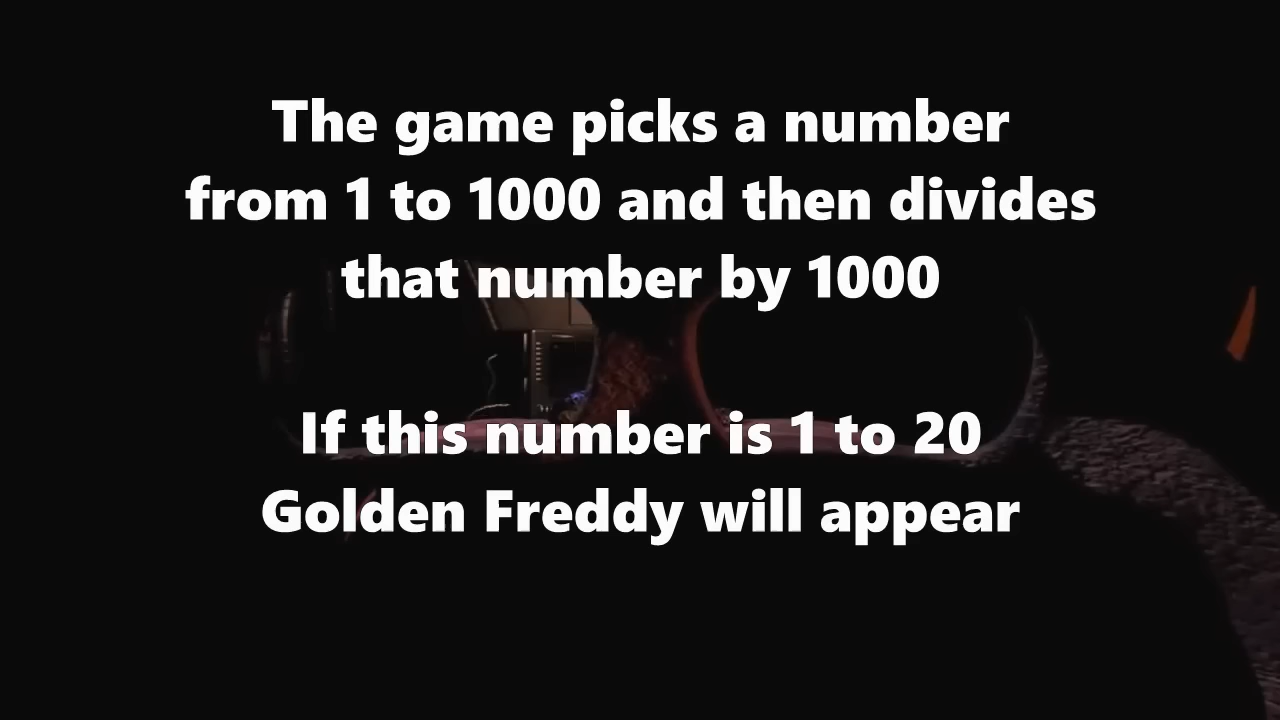 The game picks a number
from 1 to 1000 and then divides
that number by 1000
If this number is 1 to 20
Golden Freddy will appear